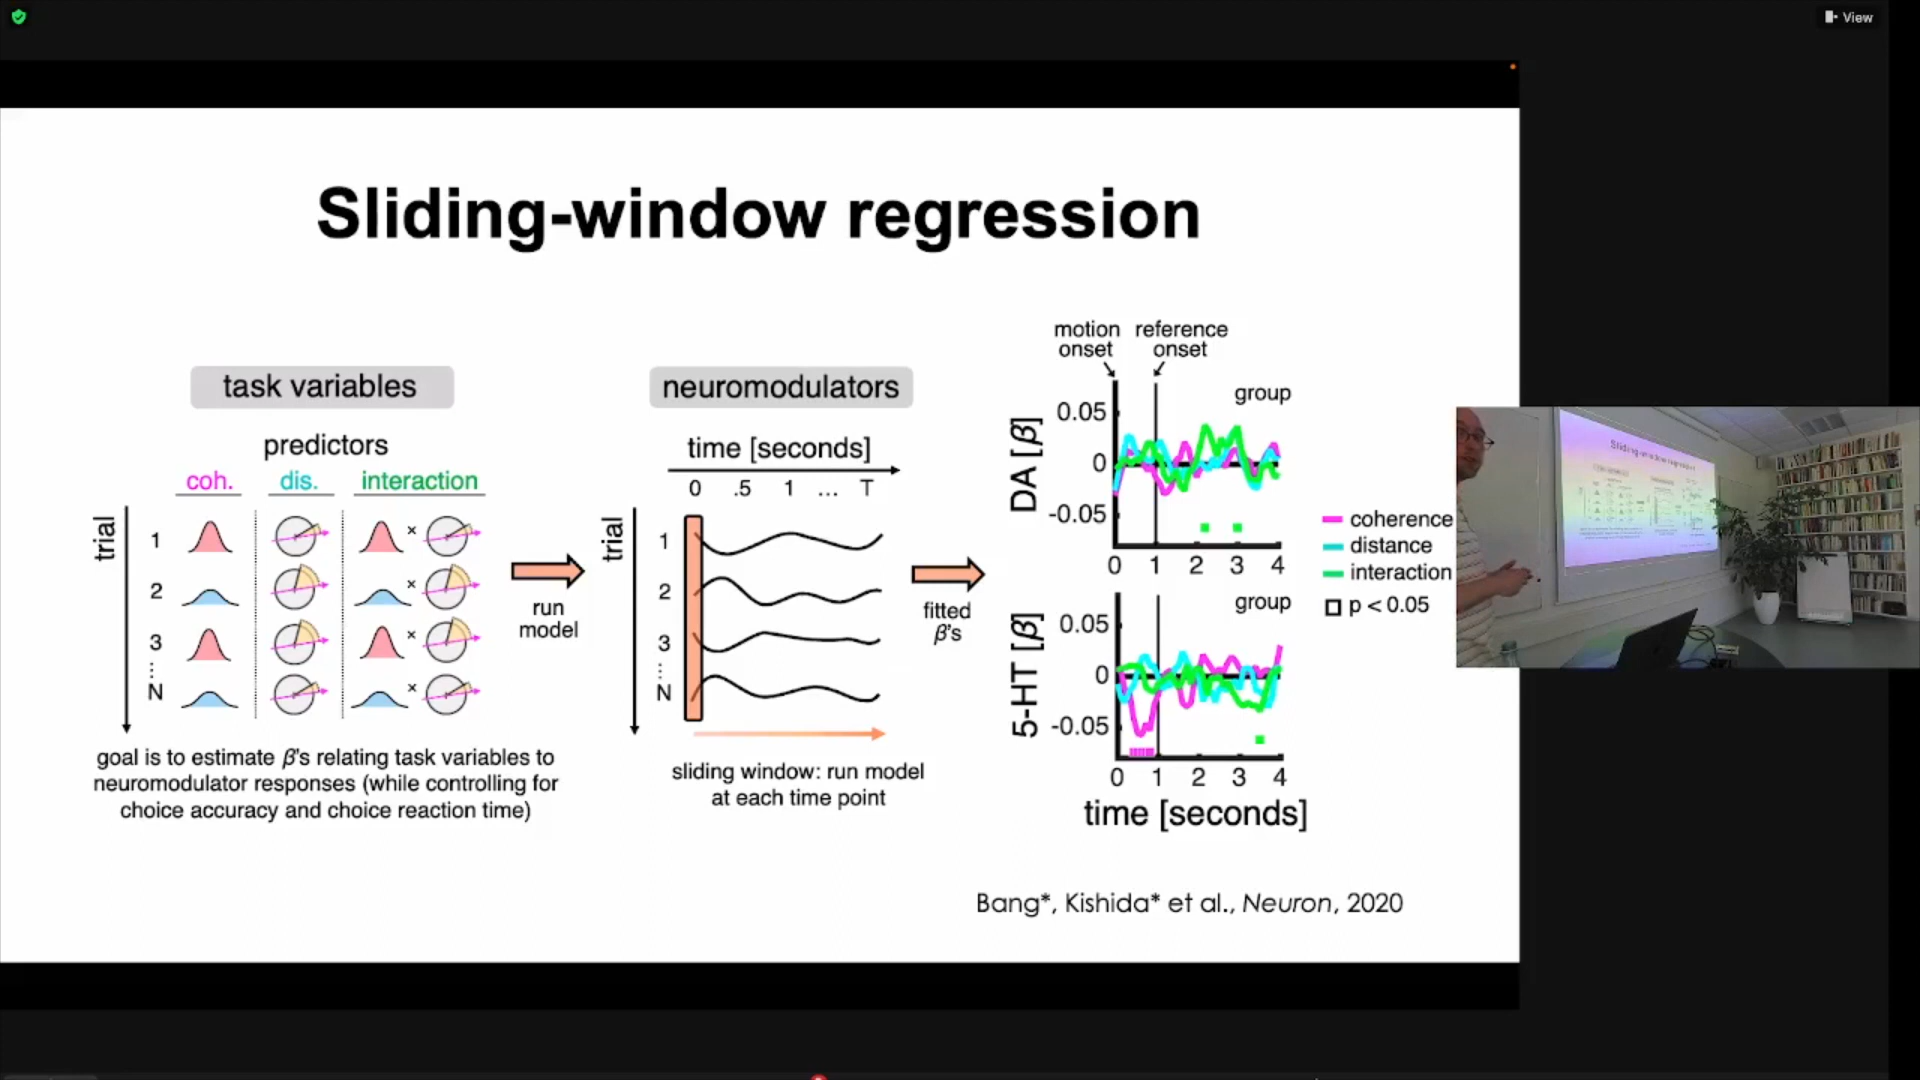 View
Sliding-window regression
task variables
predictors
coh. dis. interaction
trial
1 ×
2 ×
3 ×
⋮
N ×
goal is to estimate β's relating task variables to
neuromodulator responses (while controlling for
choice accuracy and choice reaction time)
run
model
neuromodulators
time [seconds]
0 .5 1 ... T
trial
1
2
3
⋮
N
sliding window: run model
at each time point
fitted
β's
motion reference
onset onset
group
DA [β]
0.05
0
-0.05
0 1 2 3 4
group
5-HT [β]
0.05
0
-0.05
0 1 2 3 4
time [seconds]
coherence
distance
interaction
p < 0.05
Bang*, Kishida* et al., Neuron, 2020
Sliding-window regression